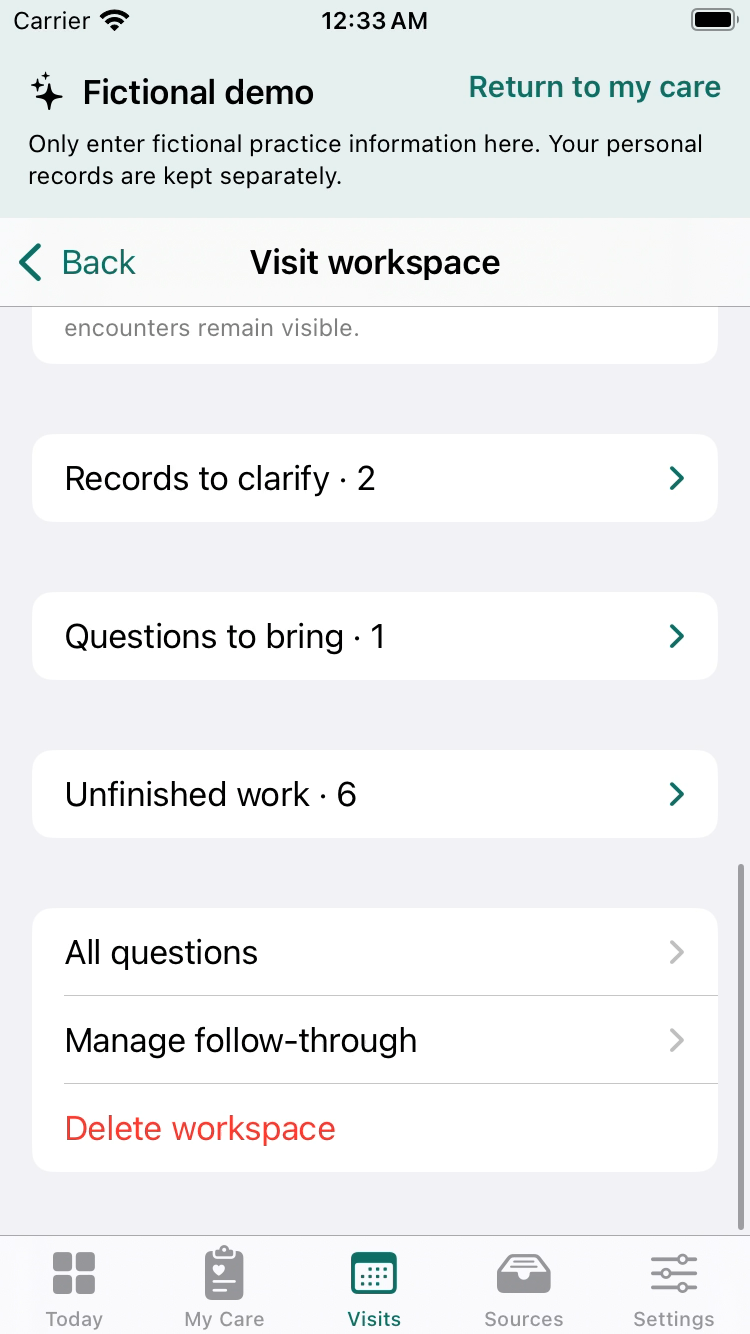 Carrier
12:33 AM
Fictional demo
Return to my care
Only enter fictional practice information here. Your personal
records are kept separately.
Back
Visit workspace
encounters remain visible.
Records to clarify · 2
Questions to bring · 1
Unfinished work · 6
All questions
Manage follow-through
Delete workspace
Today
My Care
Visits
Sources
Settings